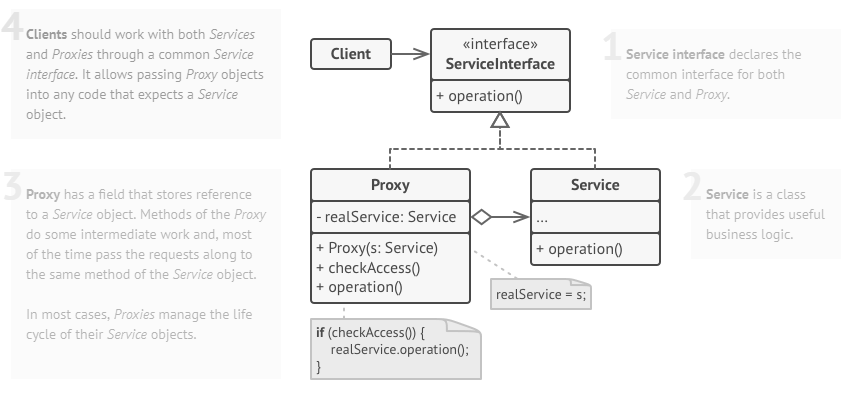 4
Clients should work with both Services
and Proxies through a common Service
interface. It allows passing Proxy objects
into any code that expects a Service
object.
Client
«interface»
ServiceInterface
+ operation()
1
Service interface declares the
common interface for both
Service and Proxy.
3
Proxy has a field that stores reference
to a Service object. Methods of the Proxy
do some intermediate work and, most
of the time pass the requests along to
the same method of the Service object.
In most cases, Proxies manage the life
cycle of their Service objects.
Proxy
- realService: Service
+ Proxy(s: Service)
+ checkAccess()
+ operation()
Service
...
+ operation()
2
Service is a class
that provides useful
business logic.
realService = s;
if (checkAccess()) {
realService.operation();
}